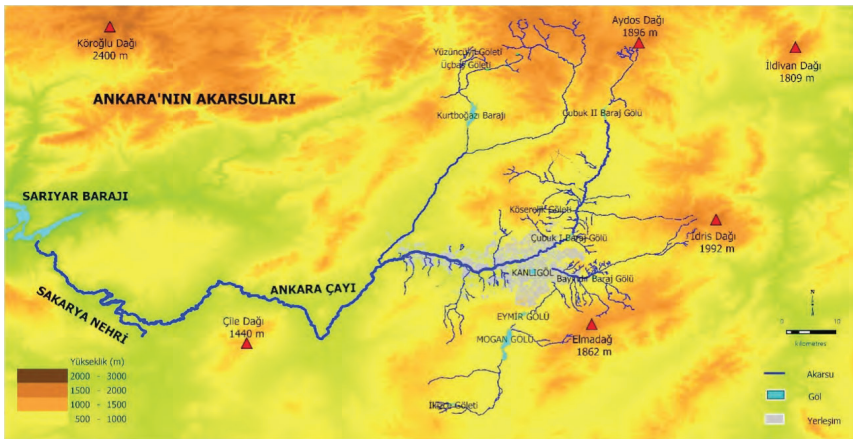 Köroğlu Dağı
2400 m
Aydos Dağı
1896 m
İldivan Dağı
1809 m
Yüzüncüyıl Göleti
Üçbaş Göleti
ANKARA'NIN AKARSULARI
Kurtboğazı Barajı
Çubuk II Baraj Gölü
SARIYAR BARAJI
Köserelik Göleti
Çubuk I Baraj Gölü
İdris Dağı
1992 m
KANLIGÖL
Bayındır Baraj Gölü
ANKARA ÇAYI
SAKARYA NEHRİ
EYMİR GÖLÜ
MOGAN GÖLÜ
Çile Dağı
1440 m
Elmadağ
1862 m
N
10 0 10
kilometres
İkizce Göleti
Yükseklik (m)
2000 - 3000
1500 - 2000
1000 - 1500
500 - 1000
Akarsu
Göl
Yerleşim